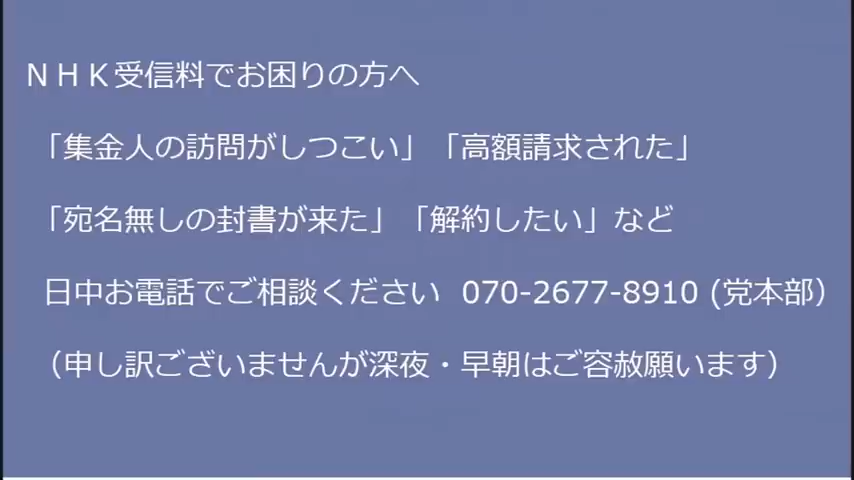 ＮＨＫ受信料でお困りの方へ
「集金人の訪問がしつこい」「高額請求された」
「宛名無しの封書が来た」「解約したい」など
日中お電話でご相談ください 070-2677-8910 (党本部）
（申し訳ございませんが深夜・早朝はご容赦願います）